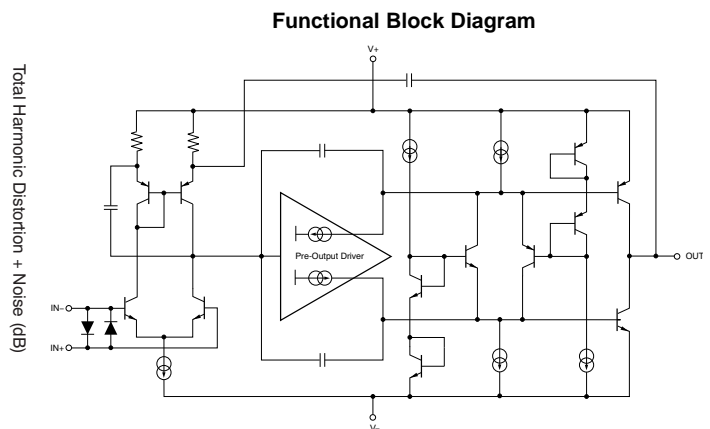 Functional Block Diagram
V+
Total Harmonic Distortion + Noise (dB)
Pre-Output Driver
OUT
IN−
IN+
V−